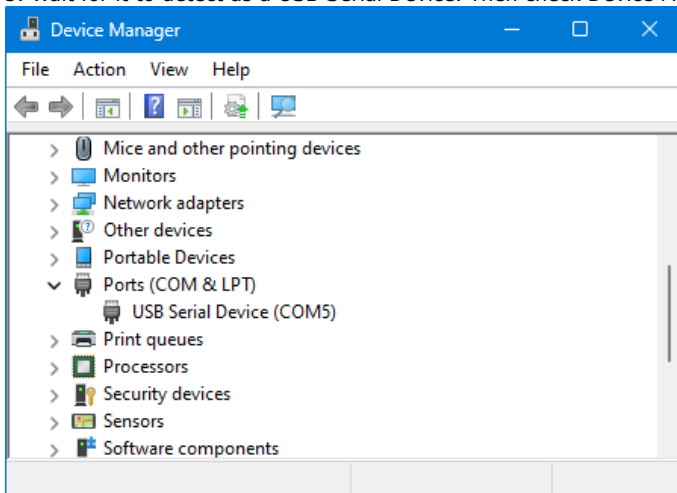 Device Manager
File Action View Help
Mice and other pointing devices
Monitors
Network adapters
Other devices
Portable Devices
Ports (COM & LPT)
USB Serial Device (COM5)
Print queues
Processors
Security devices
Sensors
Software components